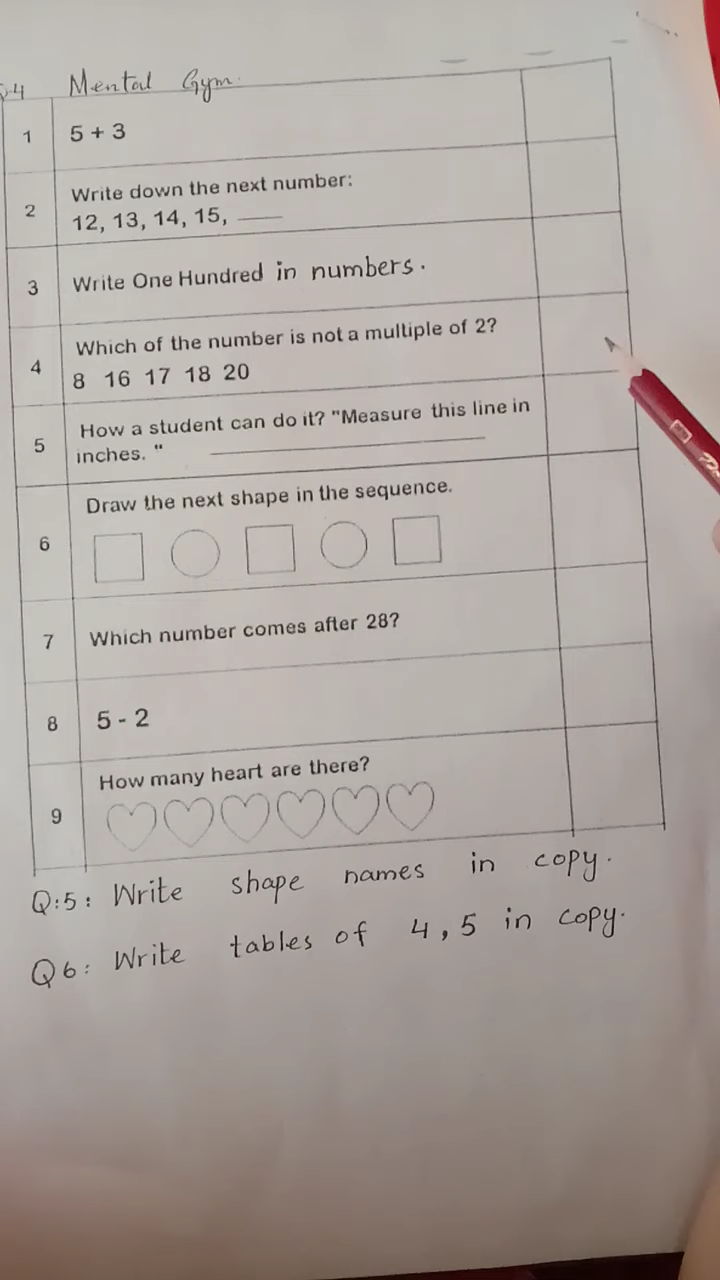 Q4 Mental Gym.
1 5 + 3
2 Write down the next number:
12, 13, 14, 15,
3 Write One Hundred in numbers.
4 Which of the number is not a multiple of 2?
8 16 17 18 20
5 How a student can do it? "Measure this line in
inches. "
6 Draw the next shape in the sequence.
7 Which number comes after 28?
8 5 - 2
9 How many heart are there?
Q:5: Write shape names in copy.
Q6: Write tables of 4, 5 in copy.